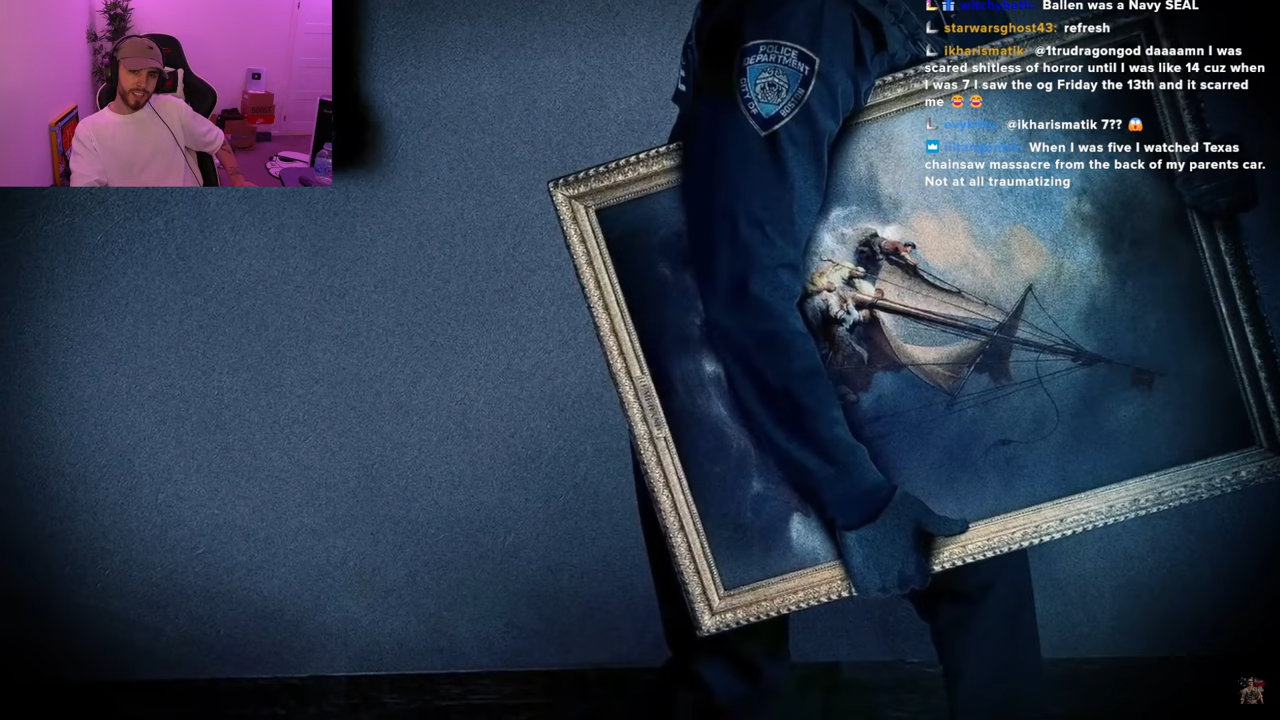 Ballen was a Navy SEAL
starwarsghost43: refresh
ikharismatik: @1trudragongod daaaamn I was
scared shitless of horror until I was like 14 cuz when
I was 7 I saw the og Friday the 13th and it scarred
me 😅 😅
@ikharismatik 7?? 😱
When I was five I watched Texas
chainsaw massacre from the back of my parents car.
Not at all traumatizing
POLICE
DEPARTMENT
CITY OF
BOSTON